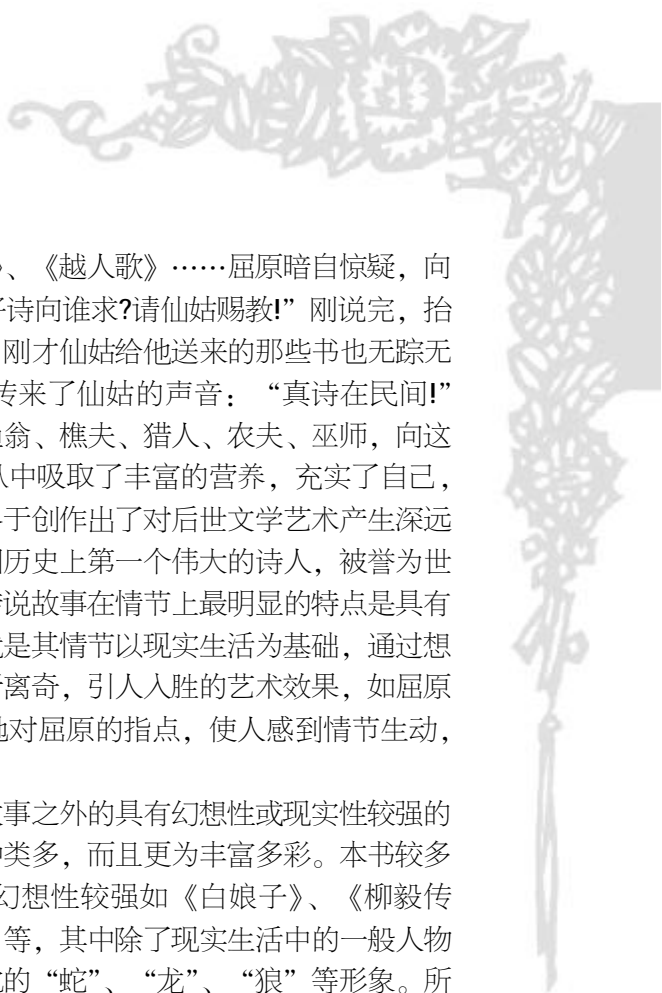 》、《越人歌》……屈原暗自惊疑，向
好诗向谁求?请仙姑赐教!”刚说完，抬
刚才仙姑给他送来的那些书也无踪无
传来了仙姑的声音：“真诗在民间!”
渔翁、樵夫、猎人、农夫、巫师，向这
从中吸取了丰富的营养，充实了自己，
终于创作出了对后世文学艺术产生深远
国历史上第一个伟大的诗人，被誉为世
传说故事在情节上最明显的特点是具有
就是其情节以现实生活为基础，通过想
离奇，引人入胜的艺术效果，如屈原
她对屈原的指点，使人感到情节生动，
故事之外的具有幻想性或现实性较强的
种类多，而且更为丰富多彩。本书较多
幻想性较强如《白娘子》、《柳毅传
》等，其中除了现实生活中的一般人物
的“蛇”、“龙”、“狼”等形象。所